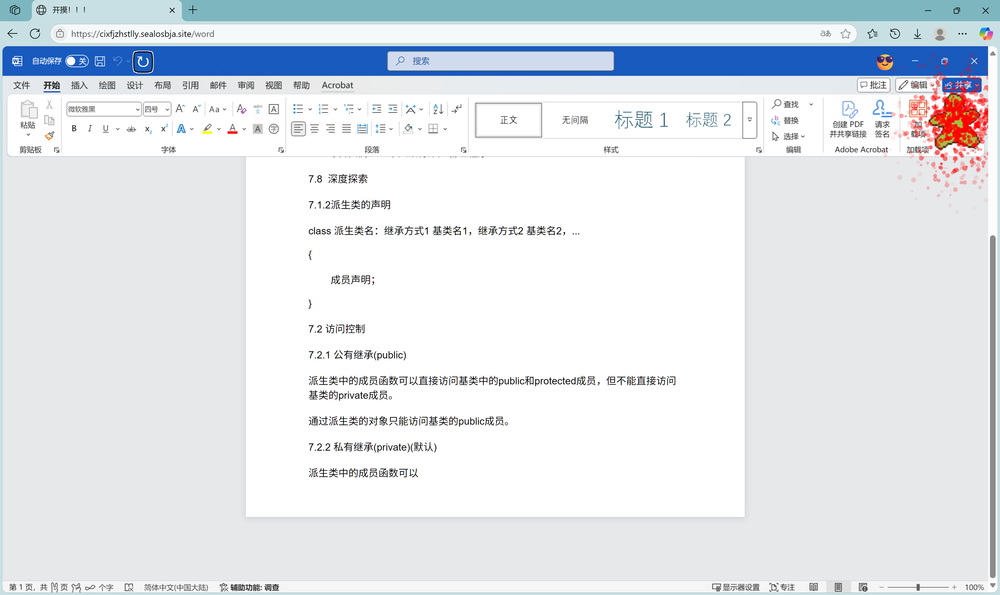 开摸！！！
https://cixfjzhstlly.sealosbja.site/word
自动保存 关
搜索
文件 开始 插入 绘图 设计 布局 引用 邮件 审阅 视图 帮助 Acrobat
批注 编辑 共享
粘贴
剪贴板
微软雅黑 四号 Aa wén 文 A
B I U ab x₂ x² A A A 字
字体
段落
正文 无间隔 标题 1 标题 2
样式
查找
替换
选择
编辑
创建 PDF
并共享链接
请求
签名
Adobe Acrobat
加
载项
加载项
7.8 深度探索
7.1.2派生类的声明
class 派生类名：继承方式1 基类名1，继承方式2 基类名2，...
{
成员声明；
}
7.2 访问控制
7.2.1 公有继承(public)
派生类中的成员函数可以直接访问基类中的public和protected成员，但不能直接访问
基类的private成员。
通过派生类的对象只能访问基类的public成员。
7.2.2 私有继承(private)(默认)
派生类中的成员函数可以
第 1 页，共 页 个字 简体中文(中国大陆) 辅助功能: 调查
显示器设置 专注 100%